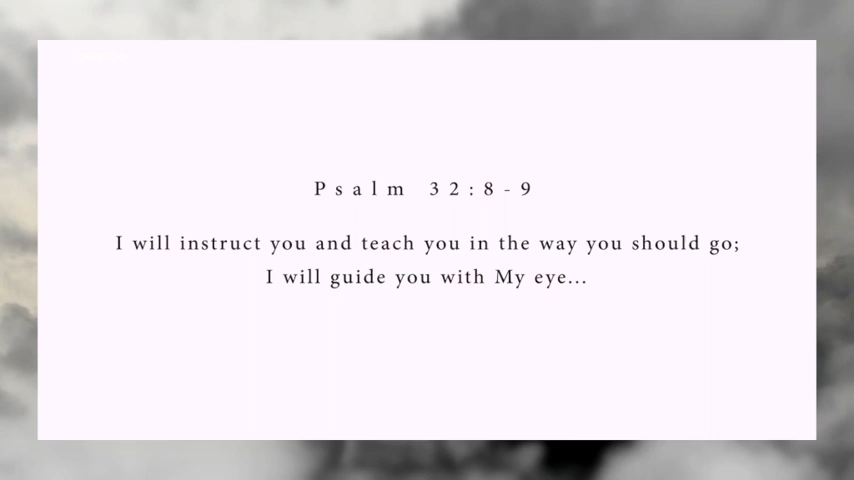 Psalm 32:8-9
I will instruct you and teach you in the way you should go;
I will guide you with My eye...